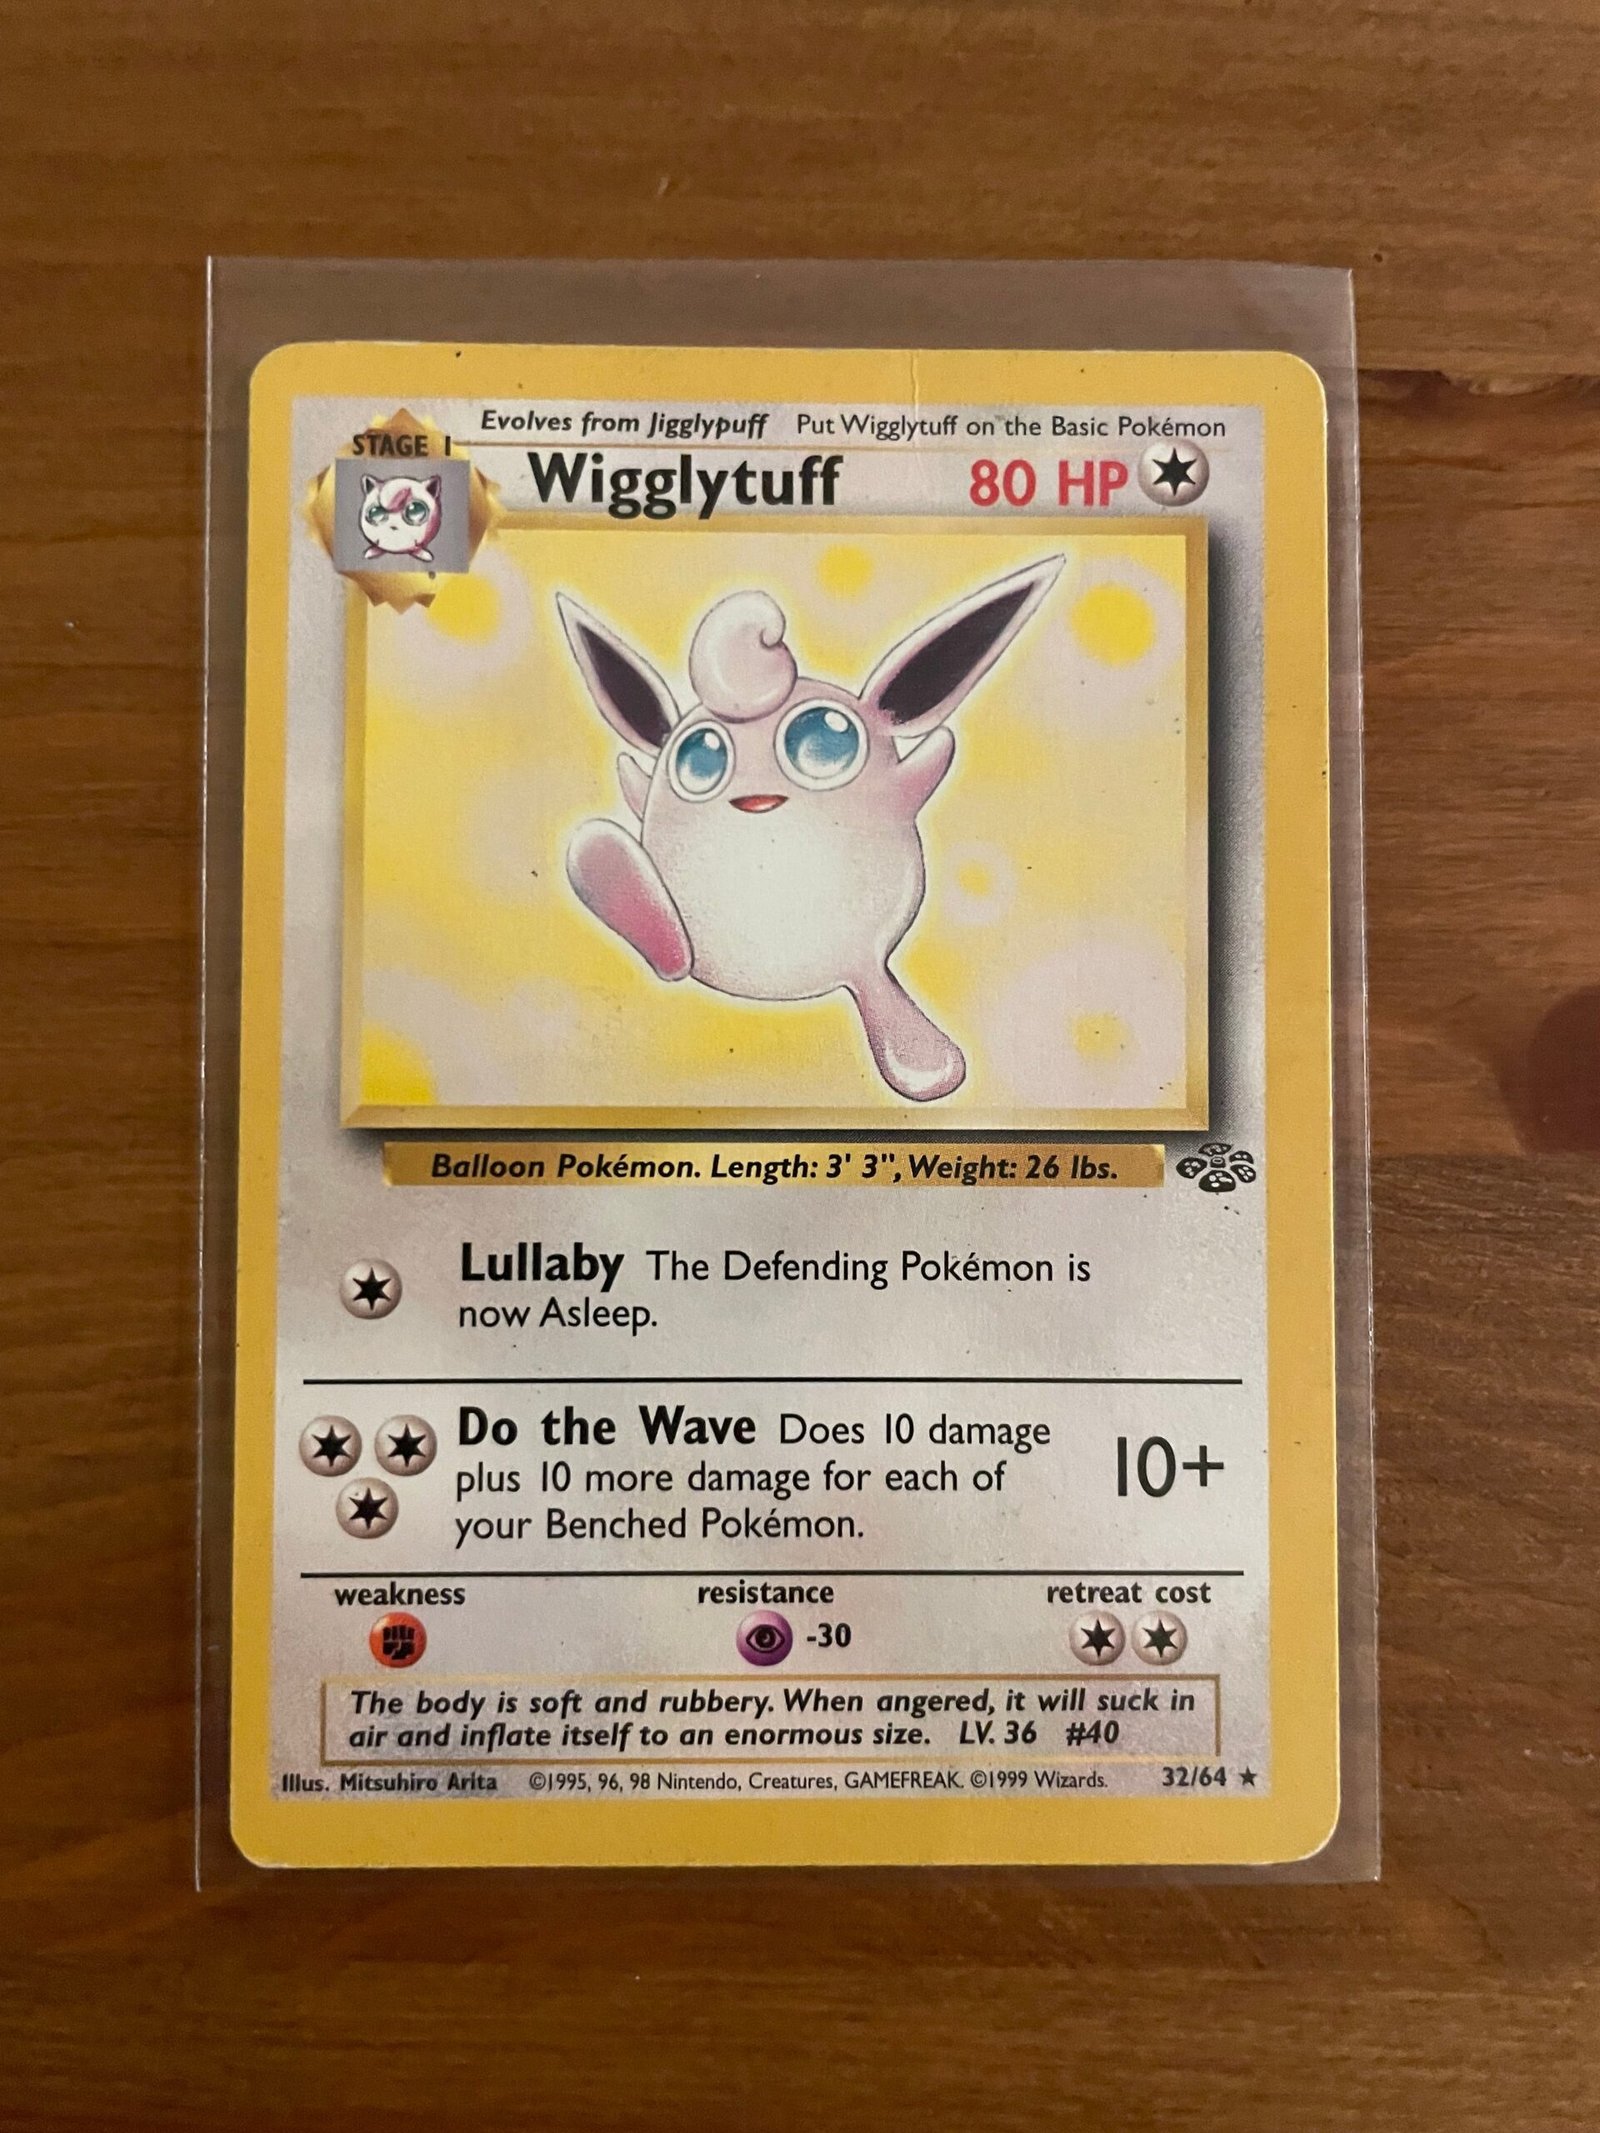 Evolves from Jigglypuff Put Wigglytuff on the Basic Pokémon
STAGE 1
Wigglytuff 80 HP
Balloon Pokémon. Length: 3' 3", Weight: 26 lbs.
Lullaby The Defending Pokémon is
now Asleep.
Do the Wave Does 10 damage
plus 10 more damage for each of
your Benched Pokémon.
10+
weakness resistance retreat cost
-30
The body is soft and rubbery. When angered, it will suck in
air and inflate itself to an enormous size. LV. 36 #40
Illus. Mitsuhiro Arita ©1995, 96, 98 Nintendo, Creatures, GAMEFREAK. ©1999 Wizards. 32/64 ★